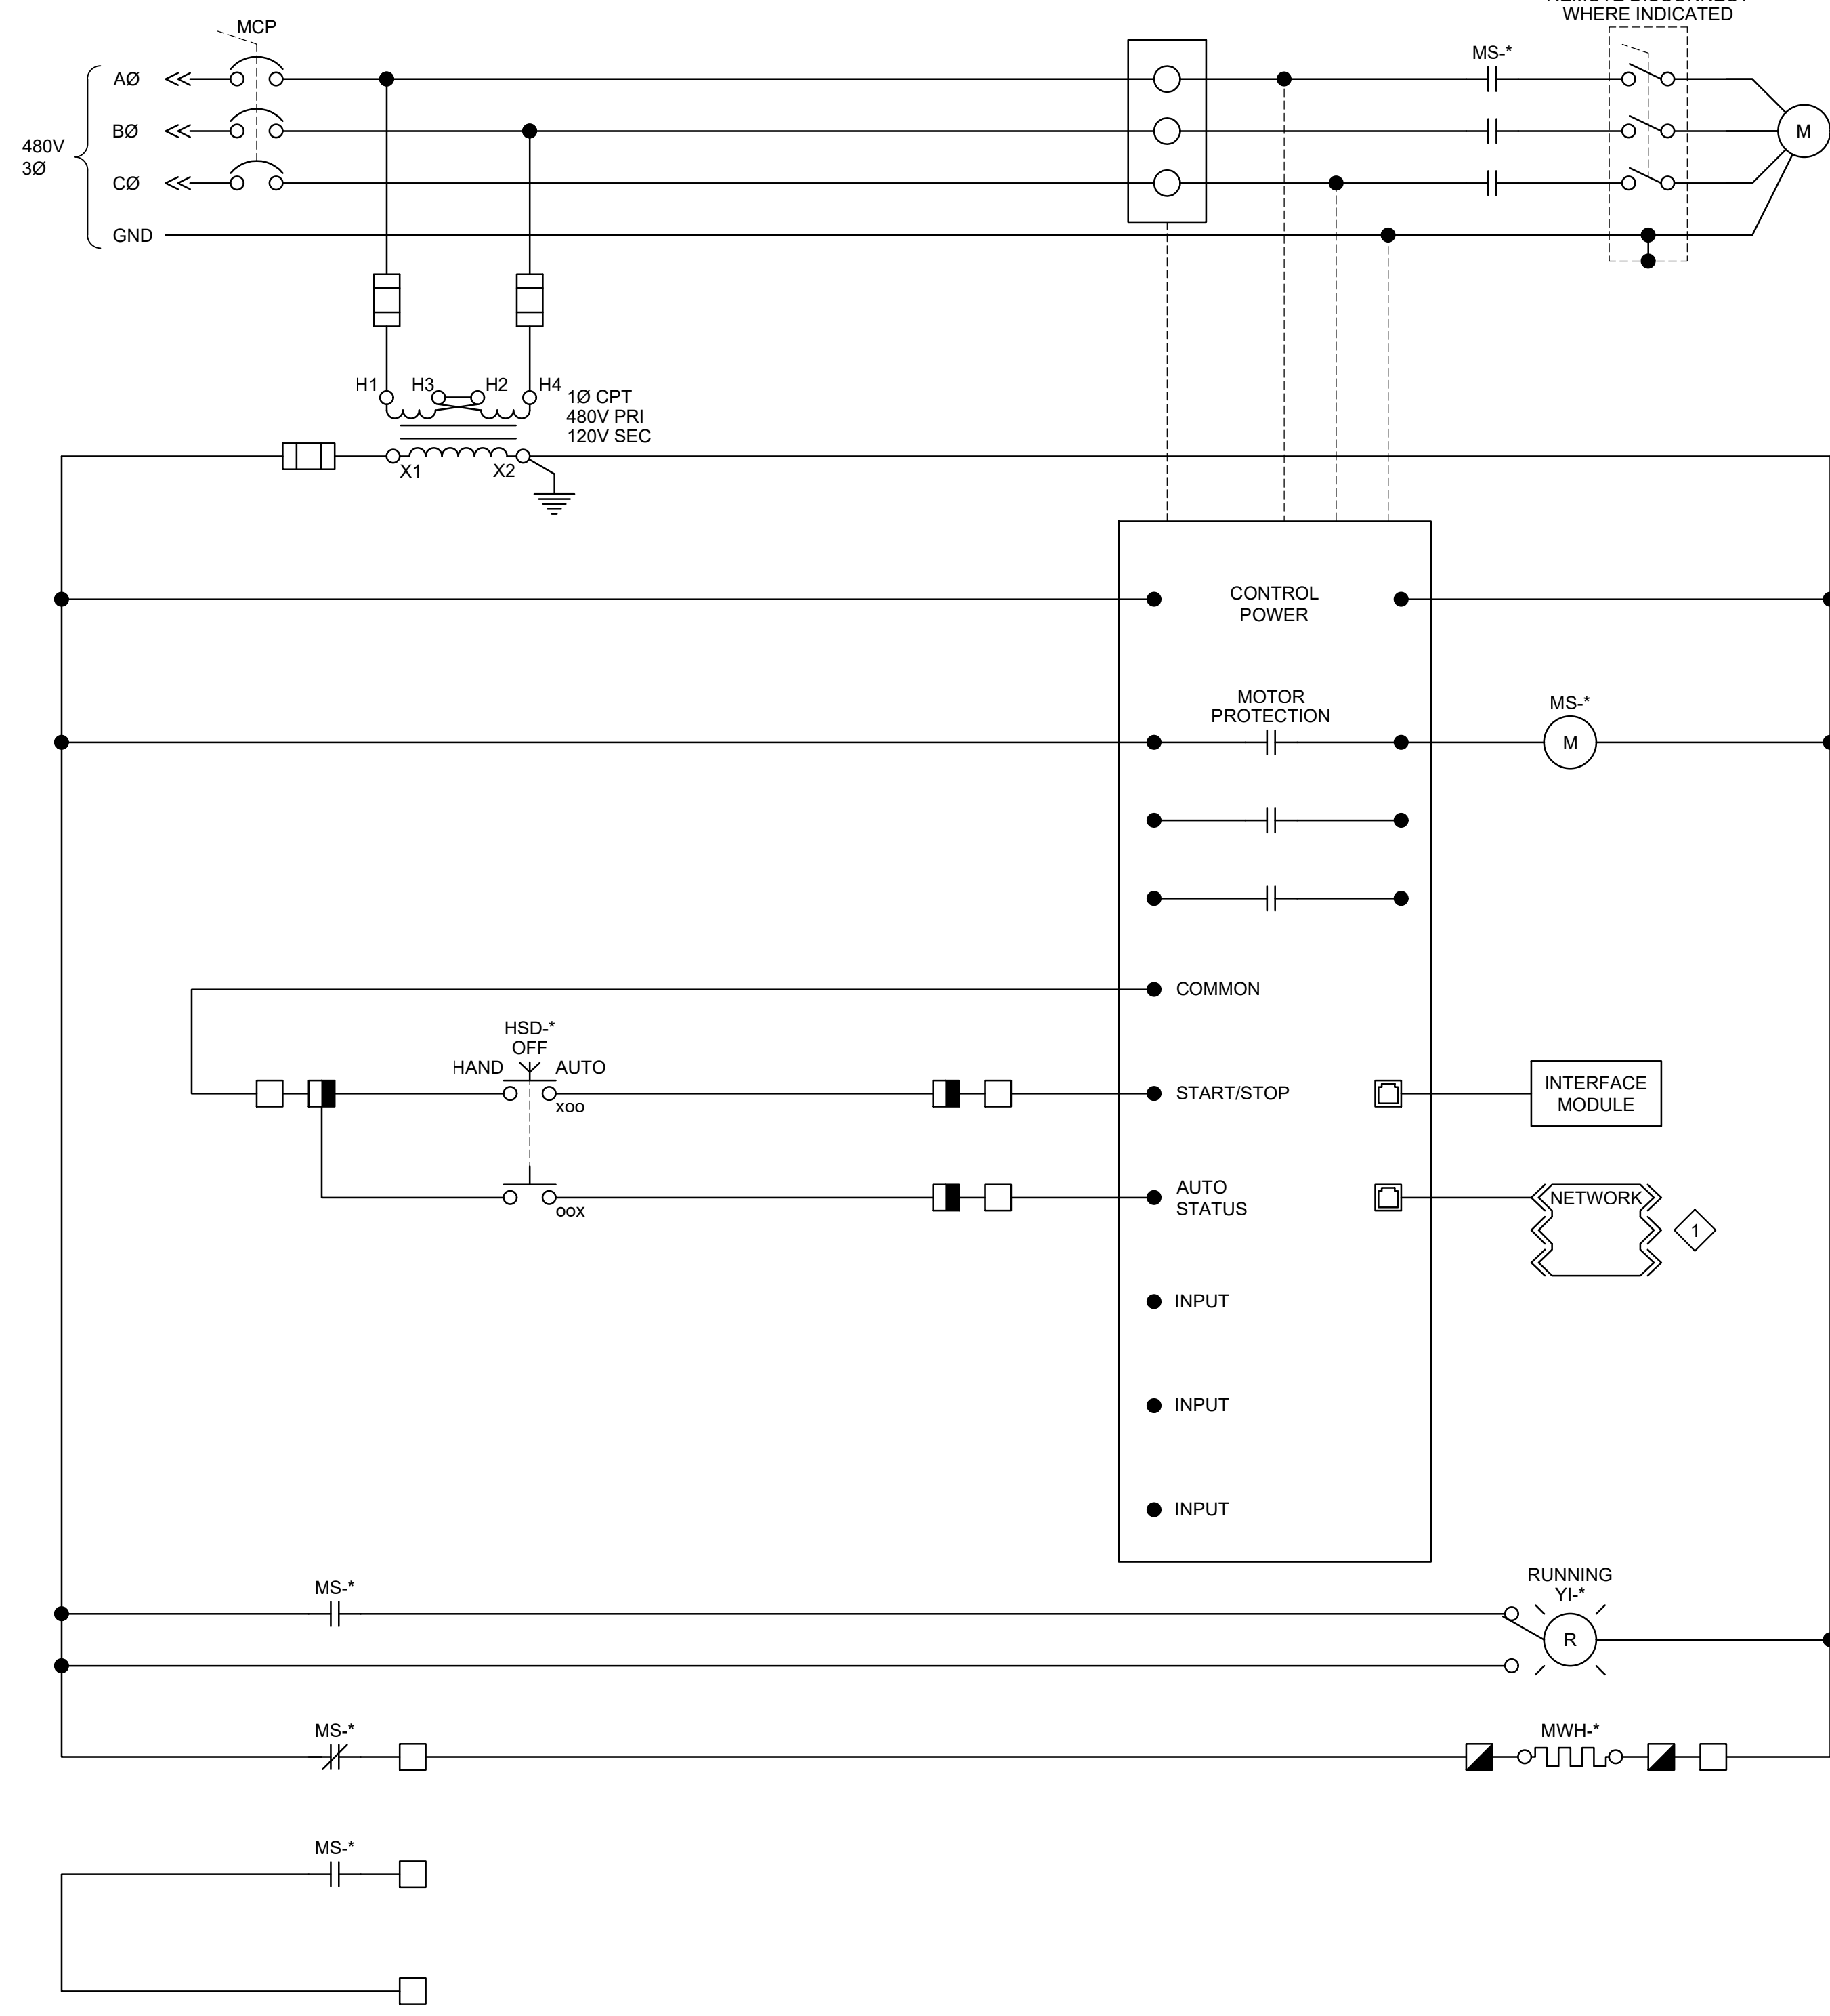 WHERE INDICATED
MCP
MS-*
AØ
BØ
CØ
GND
480V
3Ø
M
H1
H3
H2
H4
1Ø CPT
480V PRI
120V SEC
X1
X2
CONTROL
POWER
MOTOR
PROTECTION
MS-*
M
COMMON
HSD-*
OFF
HAND
AUTO
xoo
START/STOP
INTERFACE
MODULE
oox
AUTO
STATUS
NETWORK
1
INPUT
INPUT
INPUT
MS-*
RUNNING
YI-*
R
MS-*
MWH-*
MS-*